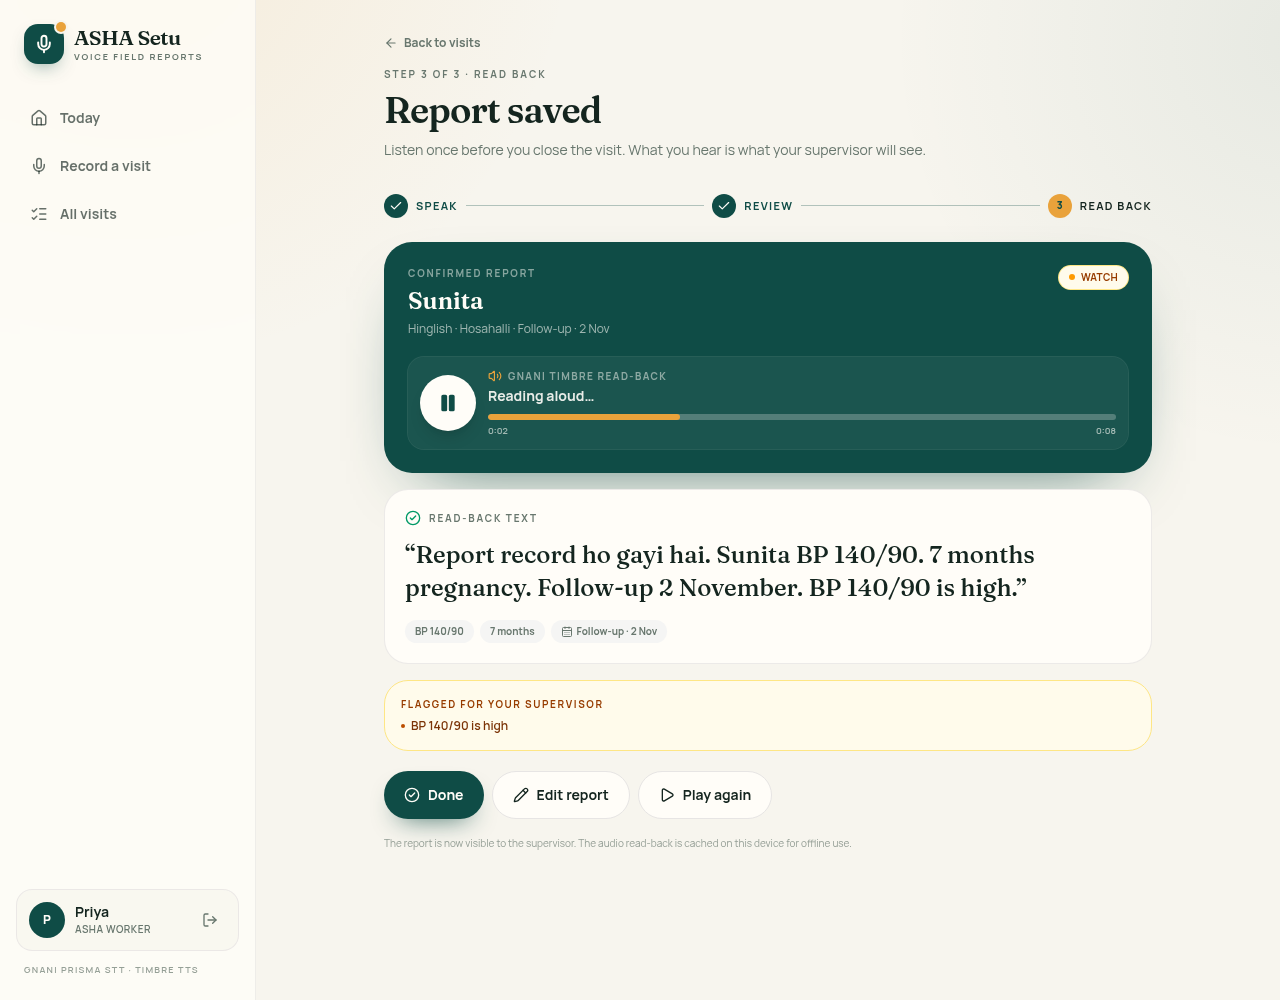 ASHA Setu
VOICE FIELD REPORTS
Today
Record a visit
All visits
P
Priya
ASHA WORKER
GNANI PRISMA STT · TIMBRE TTS
Back to visits
STEP 3 OF 3 · READ BACK
Report saved
Listen once before you close the visit. What you hear is what your supervisor will see.
SPEAK
REVIEW
3
READ BACK
CONFIRMED REPORT
WATCH
Sunita
Hinglish · Hosahalli · Follow-up · 2 Nov
GNANI TIMBRE READ-BACK
Reading aloud…
0:02
0:08
READ-BACK TEXT
“Report record ho gayi hai. Sunita BP 140/90. 7 months
pregnancy. Follow-up 2 November. BP 140/90 is high.”
BP 140/90
7 months
Follow-up · 2 Nov
FLAGGED FOR YOUR SUPERVISOR
• BP 140/90 is high
Done
Edit report
Play again
The report is now visible to the supervisor. The audio read-back is cached on this device for offline use.